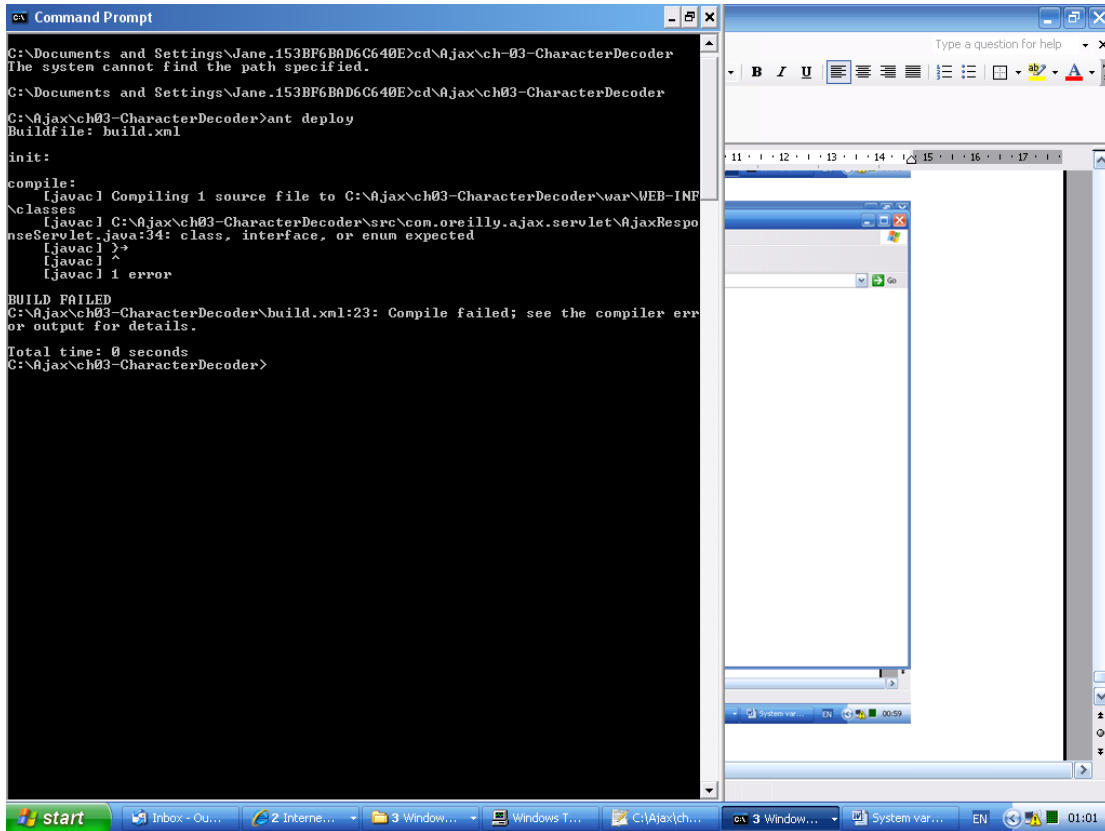 Command Prompt
C:\Documents and Settings\Jane.153BF6BAD6C640E>cd\Ajax\ch-03-CharacterDecoder
The system cannot find the path specified.
C:\Documents and Settings\Jane.153BF6BAD6C640E>cd\Ajax\ch03-CharacterDecoder
C:\Ajax\ch03-CharacterDecoder>ant deploy
Buildfile: build.xml
init:
compile:
[javac] Compiling 1 source file to C:\Ajax\ch03-CharacterDecoder\war\WEB-INF
\classes
[javac] C:\Ajax\ch03-CharacterDecoder\src\com.oreilly.ajax.servlet\AjaxRespo
nseServlet.java:34: class, interface, or enum expected
[javac] }→
[javac] ^
[javac] 1 error
BUILD FAILED
C:\Ajax\ch03-CharacterDecoder\build.xml:23: Compile failed; see the compiler err
or output for details.
Total time: 0 seconds
C:\Ajax\ch03-CharacterDecoder>
Type a question for help
B I U
11 12 13 14 15 16 17
Go
System var... EN 00:59
start Inbox - Ou... 2 Interne... 3 Window... Windows T... C:\Ajax\ch... 3 Window... System var... EN 01:01